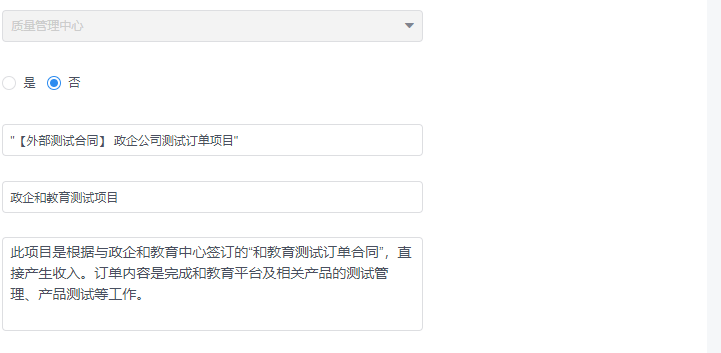 质量管理中心
是 否
"【外部测试合同】 政企公司测试订单项目"
政企和教育测试项目
此项目是根据与政企和教育中心签订的“和教育测试订单合同”，直
接产生收入。订单内容是完成和教育平台及相关产品的测试管
理、产品测试等工作。